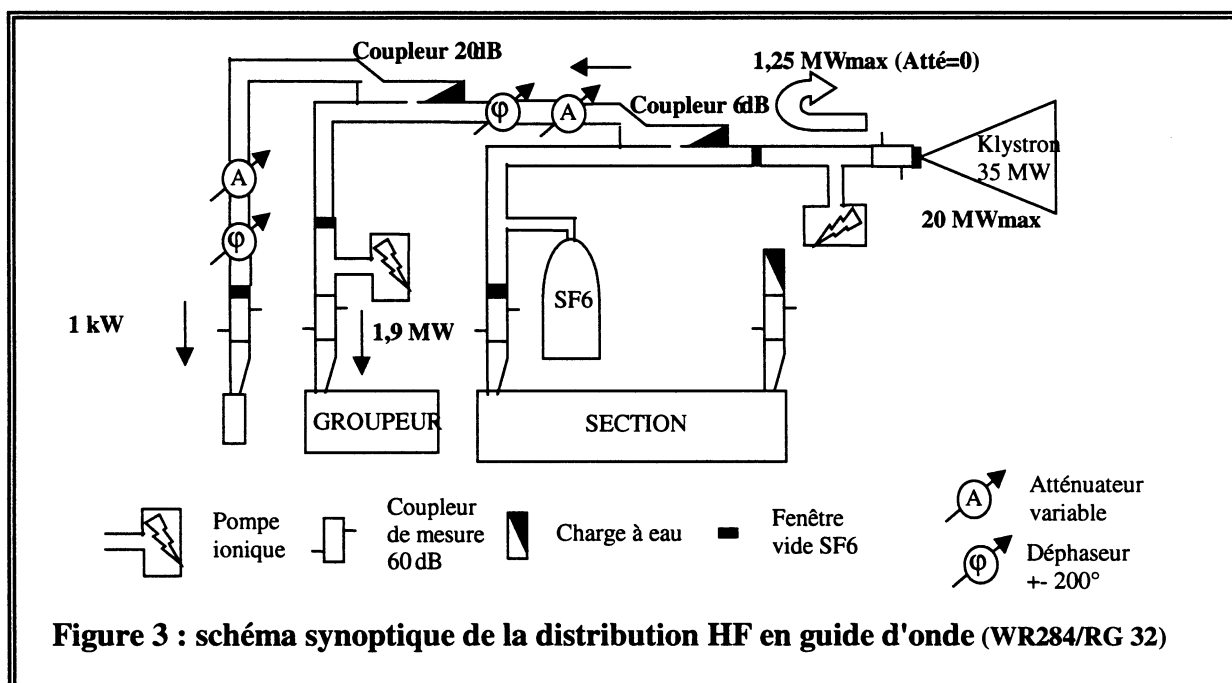 Coupleur 20dB
1,25 MWmax (Atté=0)
Coupleur 6dB
φ
A
Klystron
35 MW
20 MWmax
A
φ
SF6
1 kW
1,9 MW
GROUPEUR
SECTION
Pompe
ionique
Coupleur
de mesure
60 dB
Charge à eau
Fenêtre
vide SF6
A
Atténuateur
variable
φ
Déphaseur
+- 200°
Figure 3 : schéma synoptique de la distribution HF en guide d'onde (WR284/RG 32)